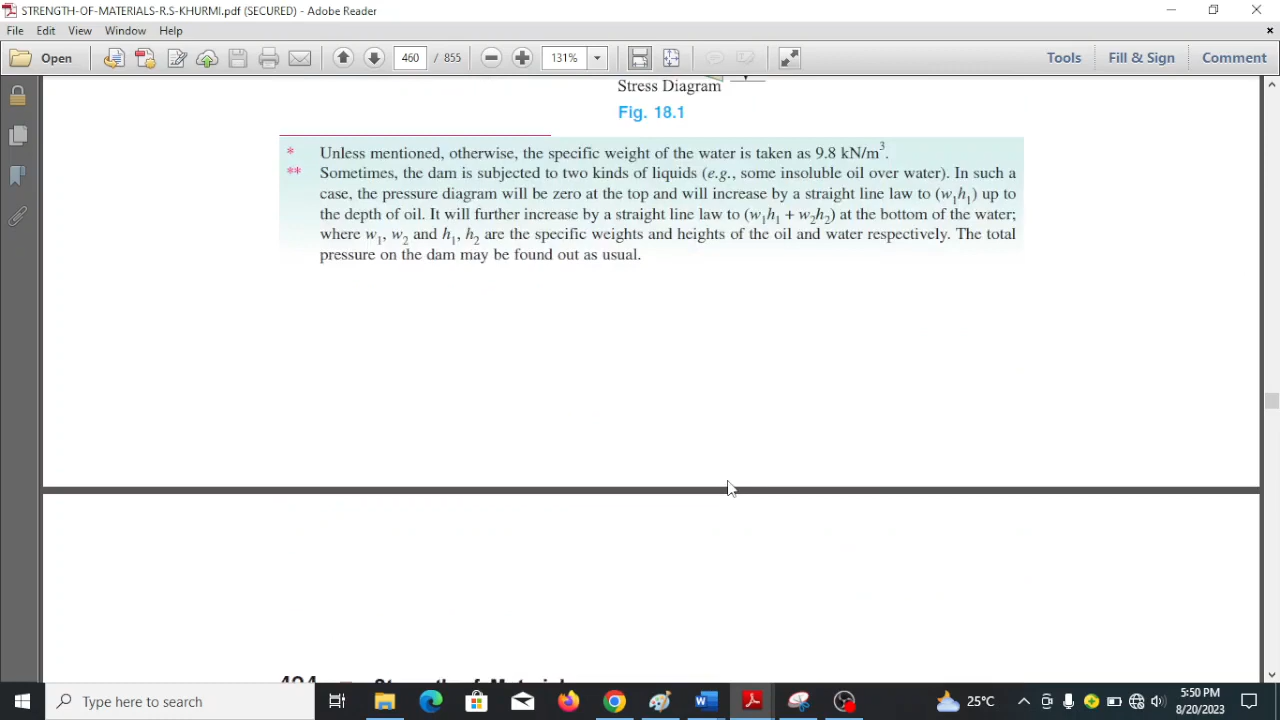 STRENGTH-OF-MATERIALS-R.S-KHURMI.pdf (SECURED) - Adobe Reader
File Edit View Window Help
Open 460 / 855 131% Tools Fill & Sign Comment
Stress Diagram
Fig. 18.1
* Unless mentioned, otherwise, the specific weight of the water is taken as 9.8 kN/m³.
** Sometimes, the dam is subjected to two kinds of liquids (e.g., some insoluble oil over water). In such a
case, the pressure diagram will be zero at the top and will increase by a straight line law to (w₁h₁) up to
the depth of oil. It will further increase by a straight line law to (w₁h₁ + w₂h₂) at the bottom of the water;
where w₁, w₂ and h₁, h₂ are the specific weights and heights of the oil and water respectively. The total
pressure on the dam may be found out as usual.
Type here to search
25°C
5:50 PM
8/20/2023